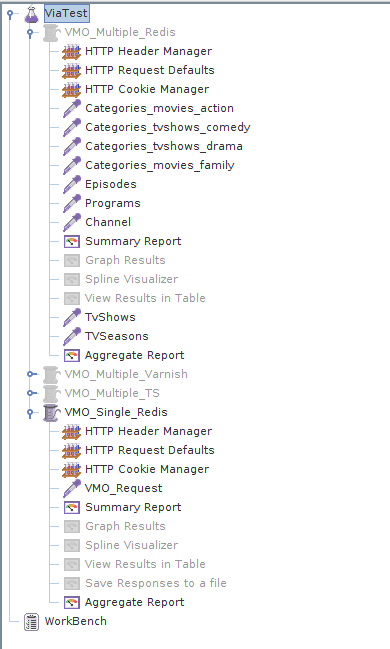 ViaTest
VMO_Multiple_Redis
HTTP Header Manager
HTTP Request Defaults
HTTP Cookie Manager
Categories_movies_action
Categories_tvshows_comedy
Categories_tvshows_drama
Categories_movies_family
Episodes
Programs
Channel
Summary Report
Graph Results
Spline Visualizer
View Results in Table
TvShows
TVSeasons
Aggregate Report
VMO_Multiple_Varnish
VMO_Multiple_TS
VMO_Single_Redis
HTTP Header Manager
HTTP Request Defaults
HTTP Cookie Manager
VMO_Request
Summary Report
Graph Results
Spline Visualizer
View Results in Table
Save Responses to a file
Aggregate Report
WorkBench